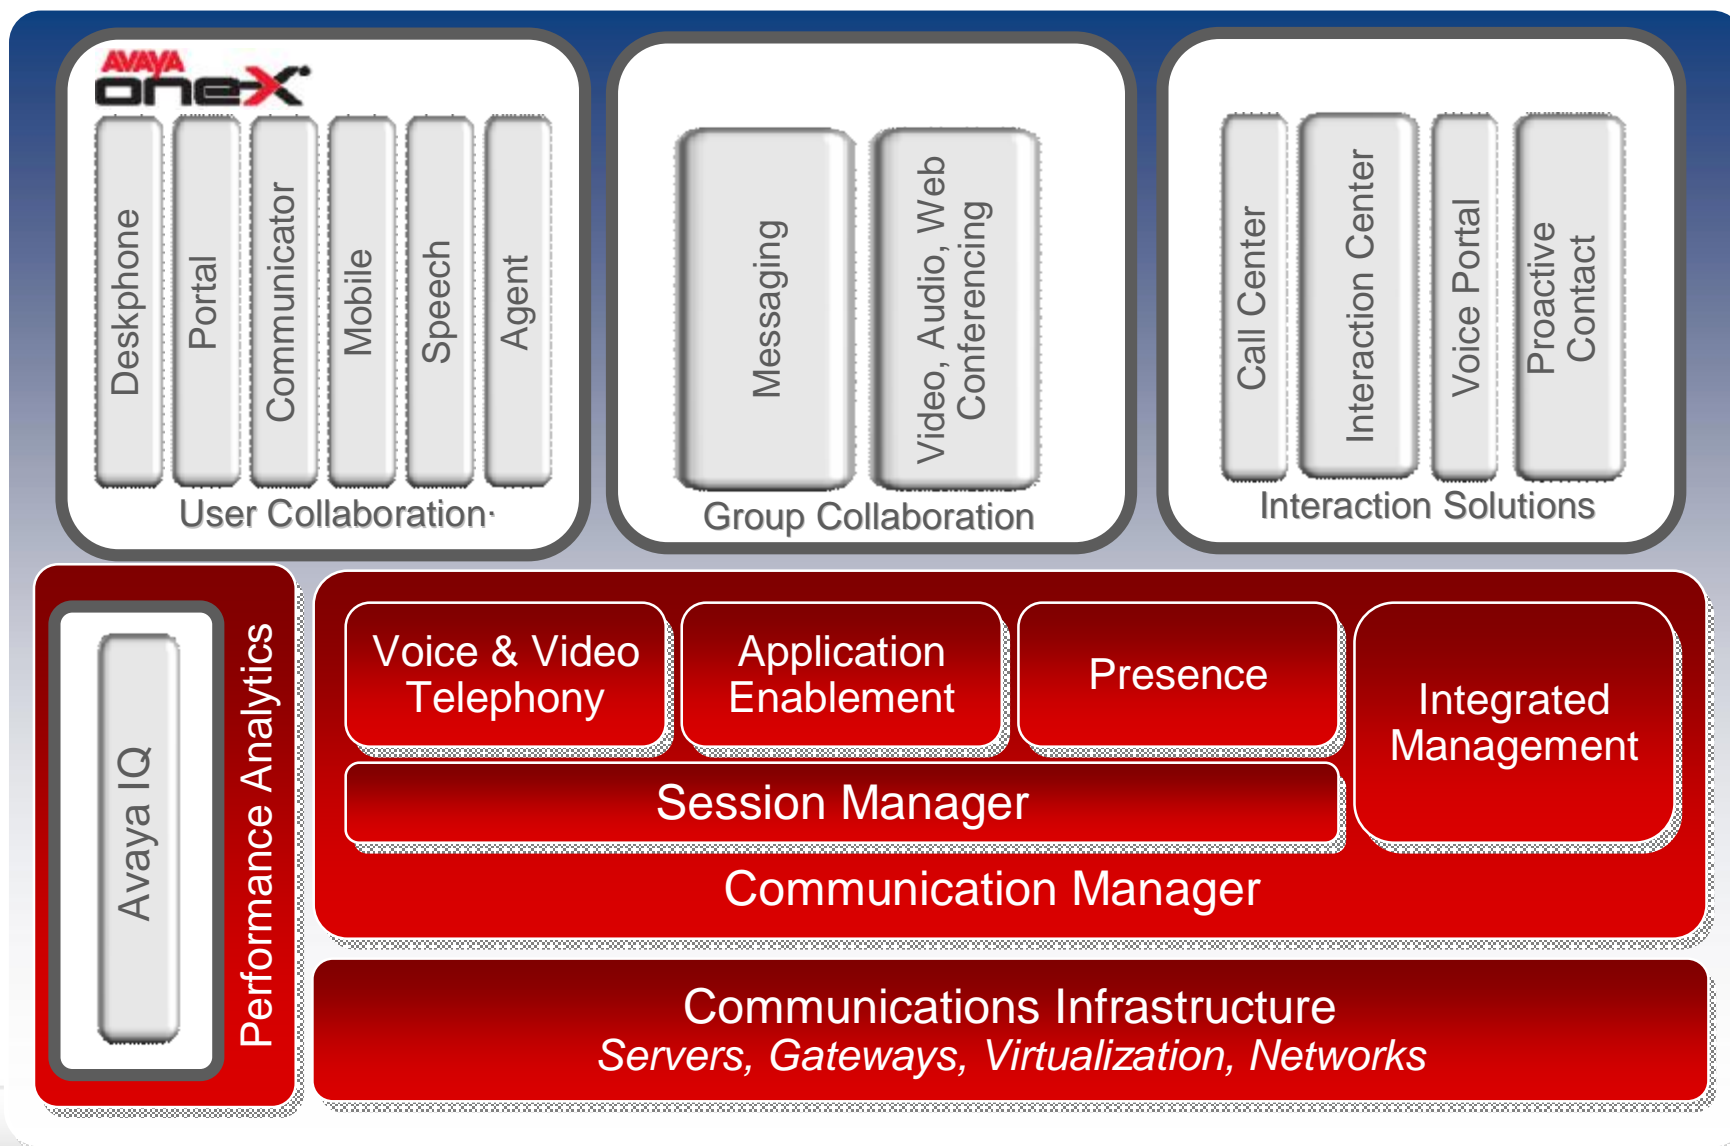 AVAYA
one-X
Deskphone
Portal
Communicator
Mobile
Speech
Agent
User Collaboration·
Messaging
Video, Audio, Web
Conferencing
Group Collaboration
Call Center
Interaction Center
Voice Portal
Proactive
Contact
Interaction Solutions
Avaya IQ
Performance Analytics
Voice & Video
Telephony
Application
Enablement
Presence
Integrated
Management
Session Manager
Communication Manager
Communications Infrastructure
Servers, Gateways, Virtualization, Networks